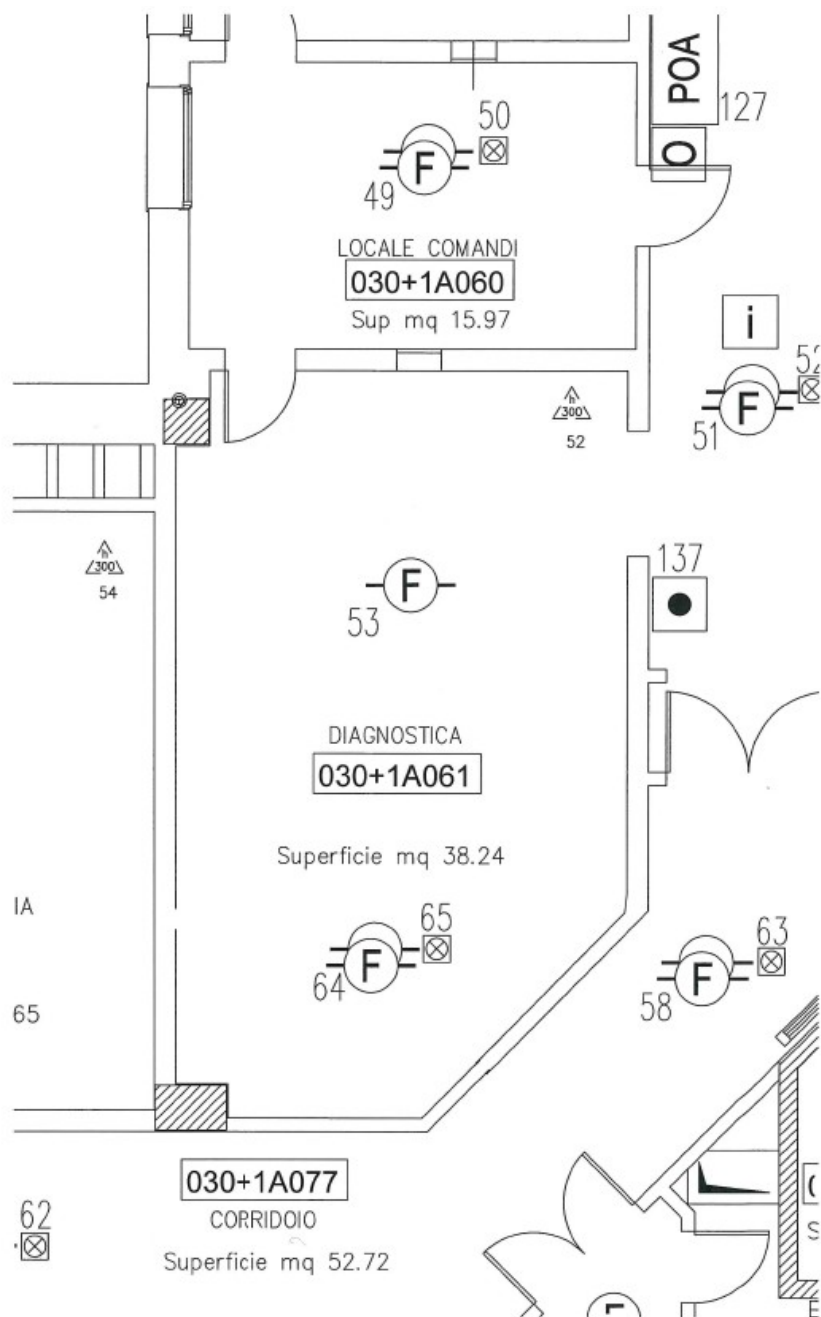 POA
127
O
50
F
49
LOCALE COMANDI
030+1A060
Sup mq 15.97
i
52
F
51
h
300
52
h
300
54
137
F
53
DIAGNOSTICA
030+1A061
Superficie mq 38.24
IA
65
F
64
63
F
58
65
030+1A077
CORRIDOIO
Superficie mq 52.72
62
S
E